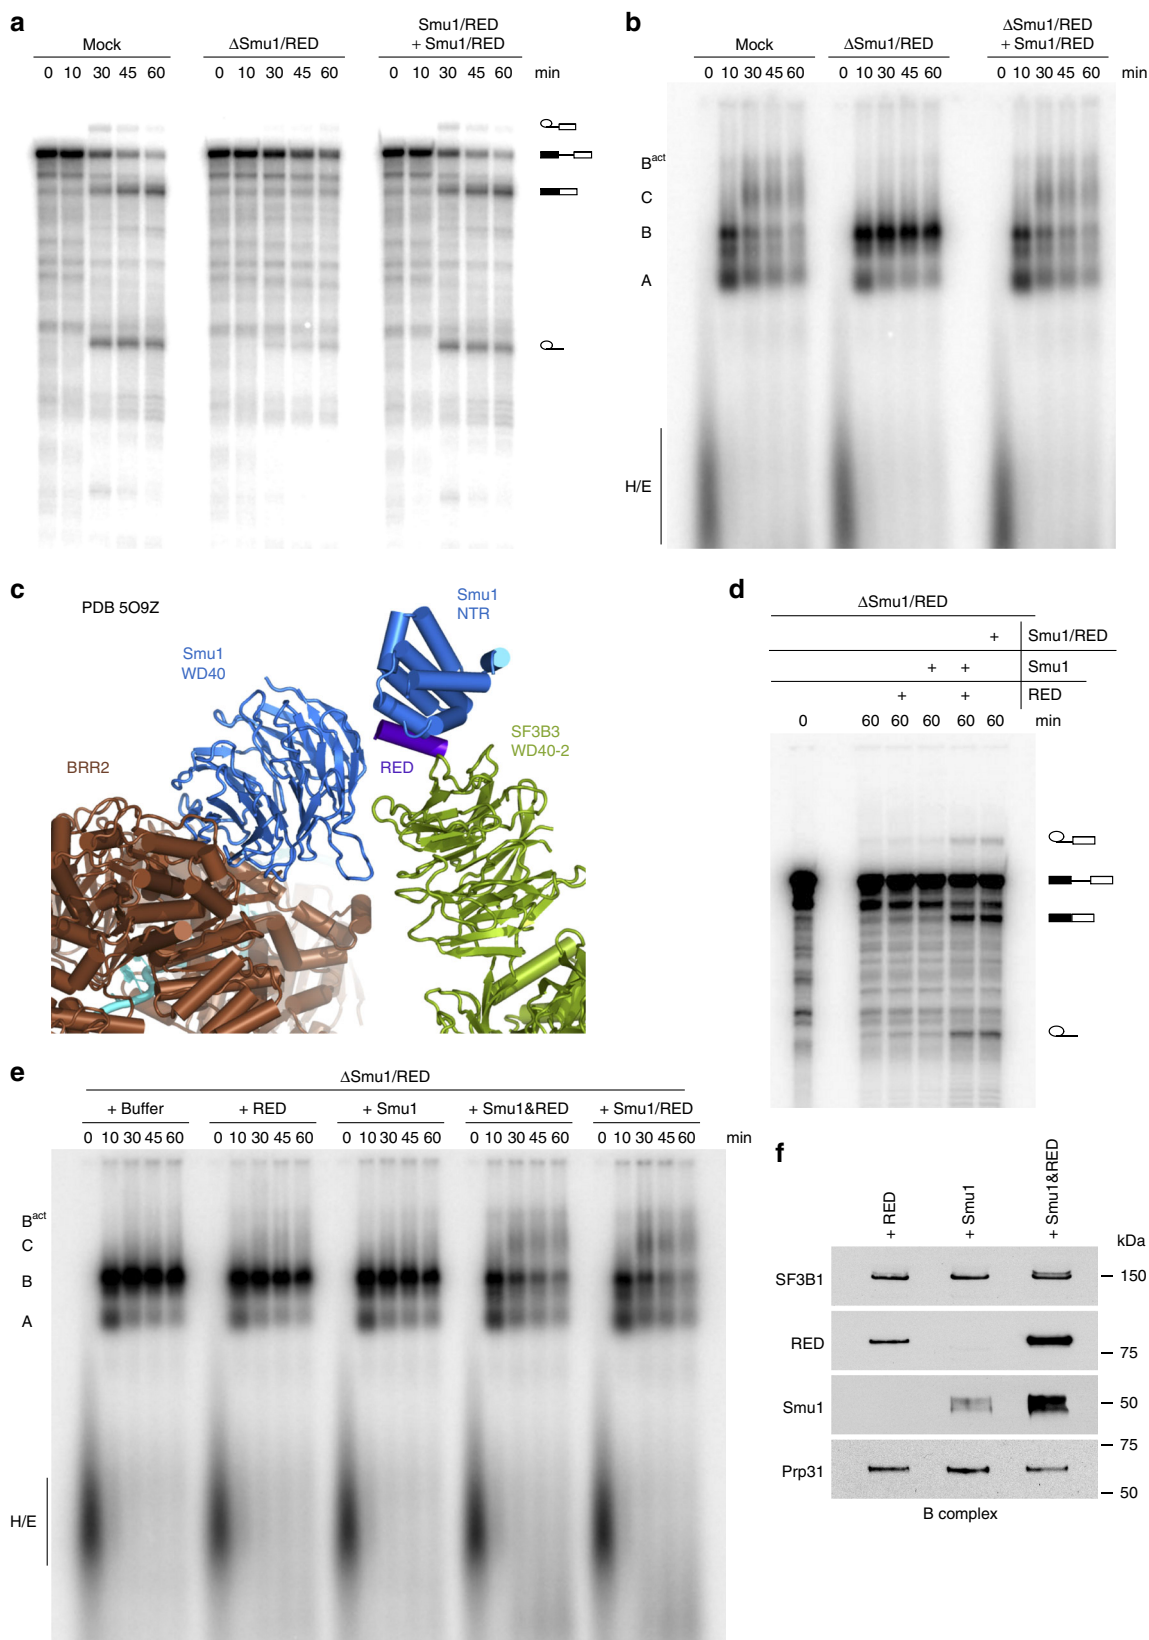 a
Mock
ΔSmu1/RED
Smu1/RED
+ Smu1/RED
0 10 30 45 60
0 10 30 45 60
0 10 30 45 60
min
b
Mock
ΔSmu1/RED
ΔSmu1/RED
+ Smu1/RED
0 10 30 45 60
0 10 30 45 60
0 10 30 45 60
min
Bact
C
B
A
H/E
c
PDB 5O9Z
Smu1
NTR
Smu1
WD40
SF3B3
WD40-2
RED
BRR2
d
ΔSmu1/RED
+ Smu1/RED
+ + Smu1
+ + RED
0 60 60 60 60 60 min
e
ΔSmu1/RED
+ Buffer
+ RED
+ Smu1
+ Smu1&RED
+ Smu1/RED
0 10 30 45 60
0 10 30 45 60
0 10 30 45 60
0 10 30 45 60
0 10 30 45 60
min
Bact
C
B
A
H/E
f
+ RED
+ Smu1
+ Smu1&RED
kDa
SF3B1
150
RED
75
Smu1
50
75
Prp31
50
B complex